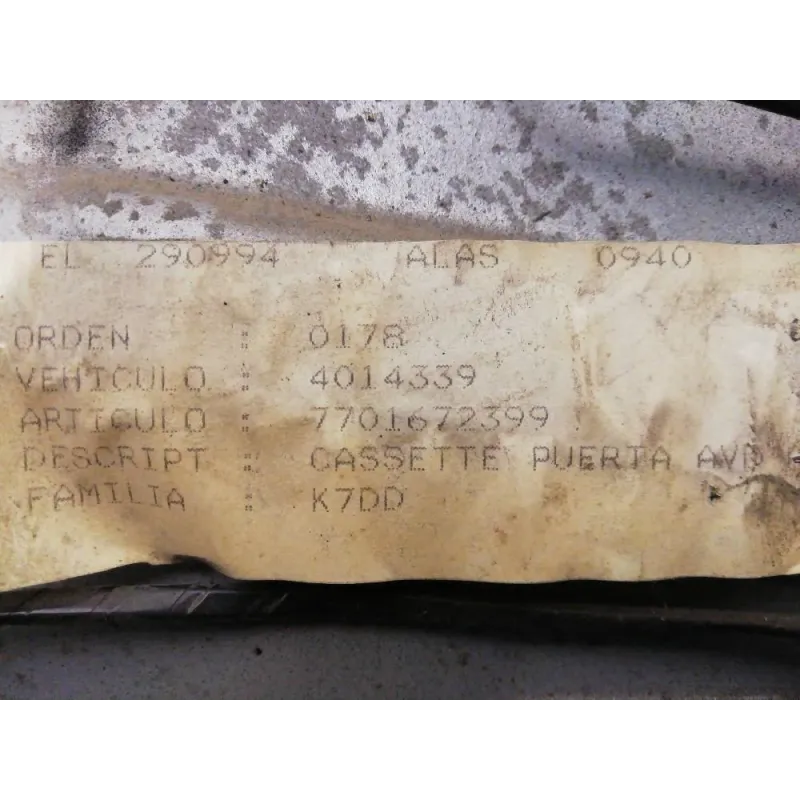 EL 290994 ALAS 0940
ORDEN : 0178
VEHICULO : 4014339
ARTICULO : 7701672399
DESCRIPT : CASSETTE PUERTA AVD
FAMILIA : K7DD